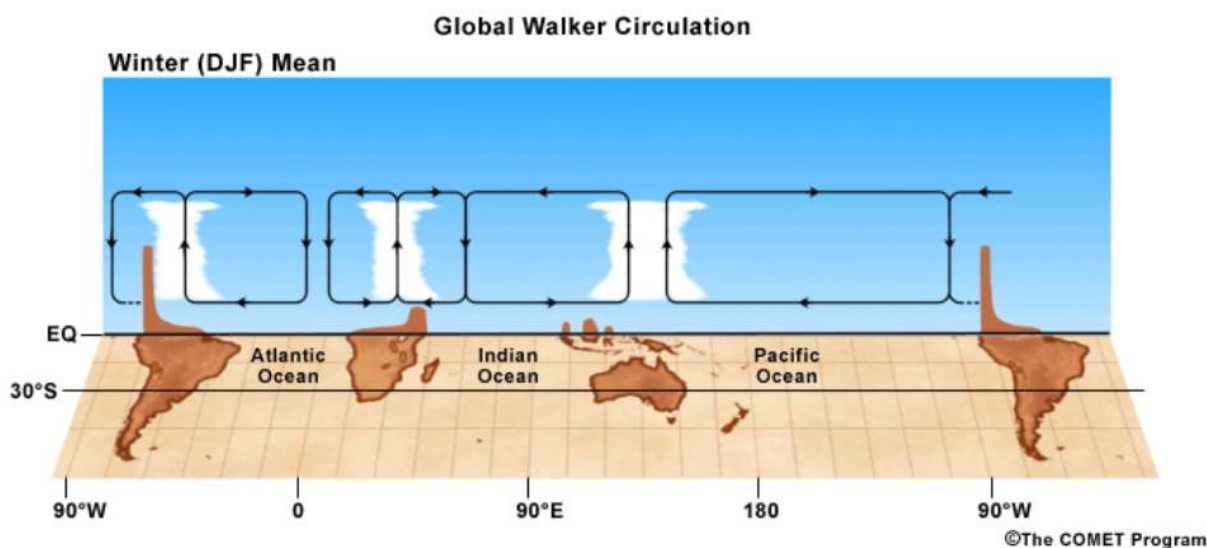 Global Walker Circulation
Winter (DJF) Mean
EQ
Atlantic
Ocean
Indian
Ocean
Pacific
Ocean
30°S
90°W
0
90°E
180
90°W
©The COMET Program